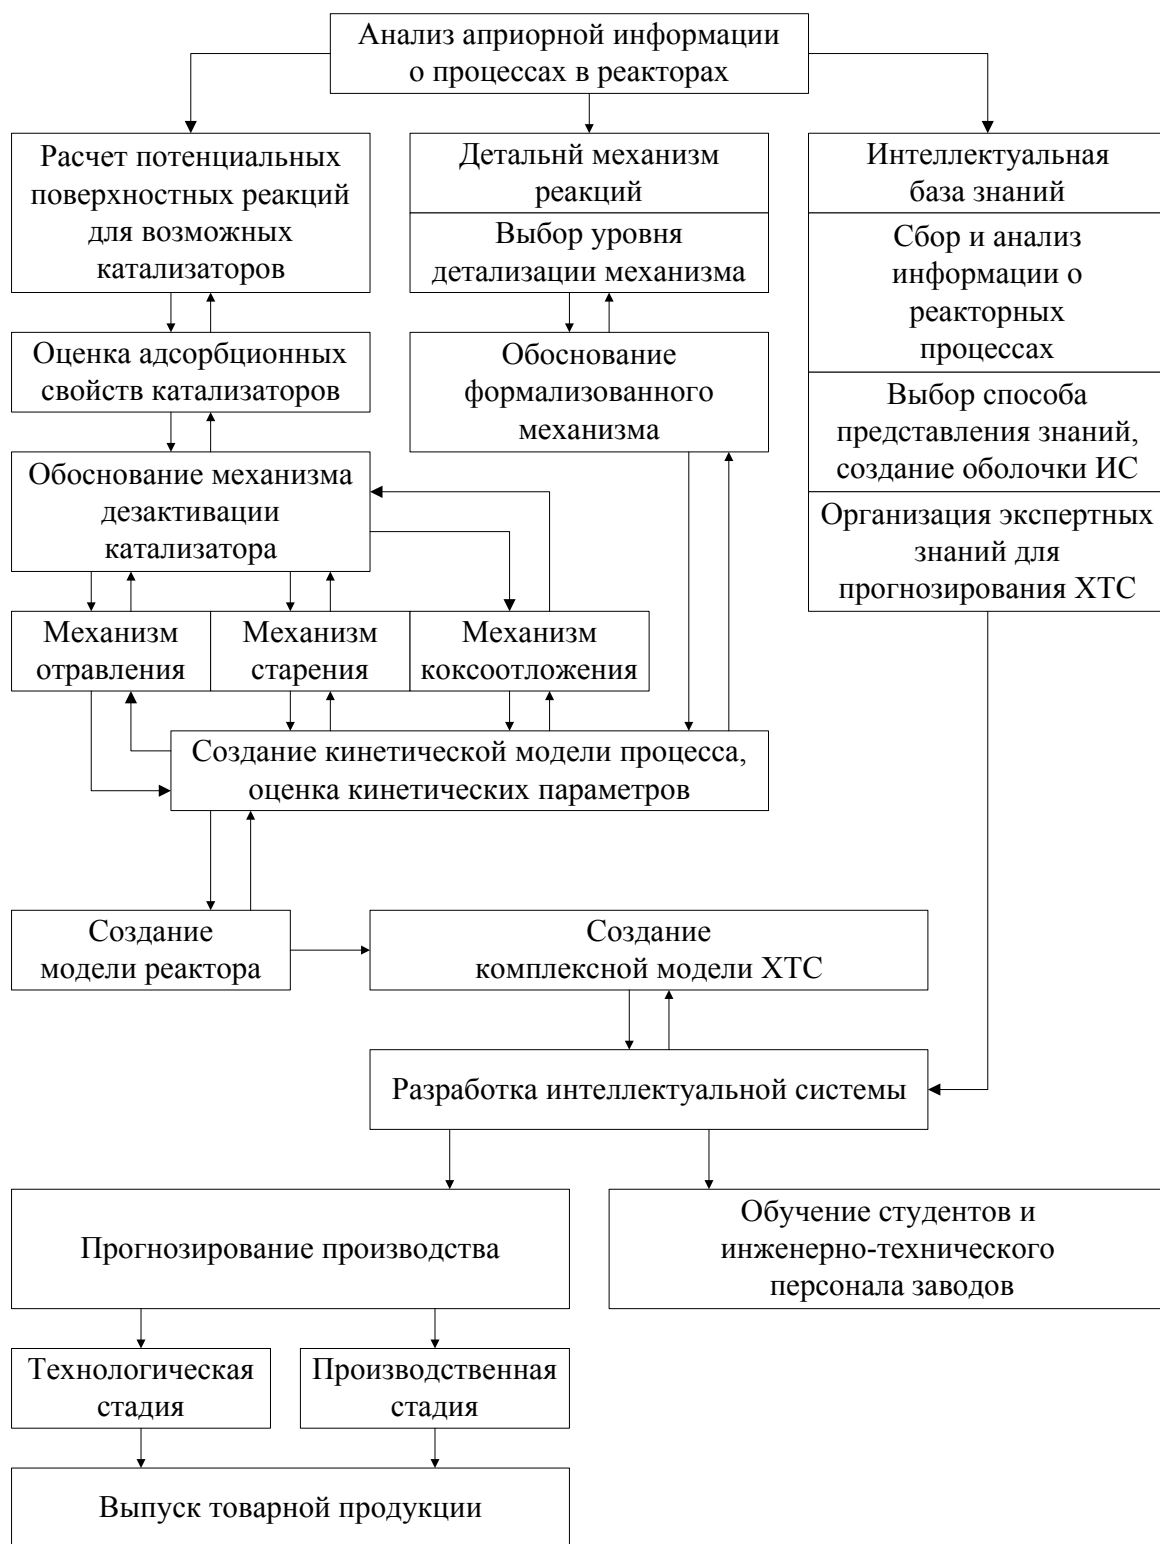 Анализ априорной информации
о процессах в реакторах
Расчет потенциальных
поверхностных реакций
для возможных
катализаторов
Детальнй механизм
реакций
Выбор уровня
детализации механизма
Интеллектуальная
база знаний
Сбор и анализ
информации о
реакторных
процессах
Оценка адсорбционных
свойств катализаторов
Обоснование
формализованного
механизма
Выбор способа
представления знаний,
создание оболочки ИС
Обоснование механизма
дезактивации
катализатора
Организация экспертных
знаний для
прогнозирования ХТС
Механизм
отравления
Механизм
старения
Механизм
коксоотложения
Создание кинетической модели процесса,
оценка кинетических параметров
Создание
модели реактора
Создание
комплексной модели ХТС
Разработка интеллектуальной системы
Прогнозирование производства
Обучение студентов и
инженерно-технического
персонала заводов
Технологическая
стадия
Производственная
стадия
Выпуск товарной продукции